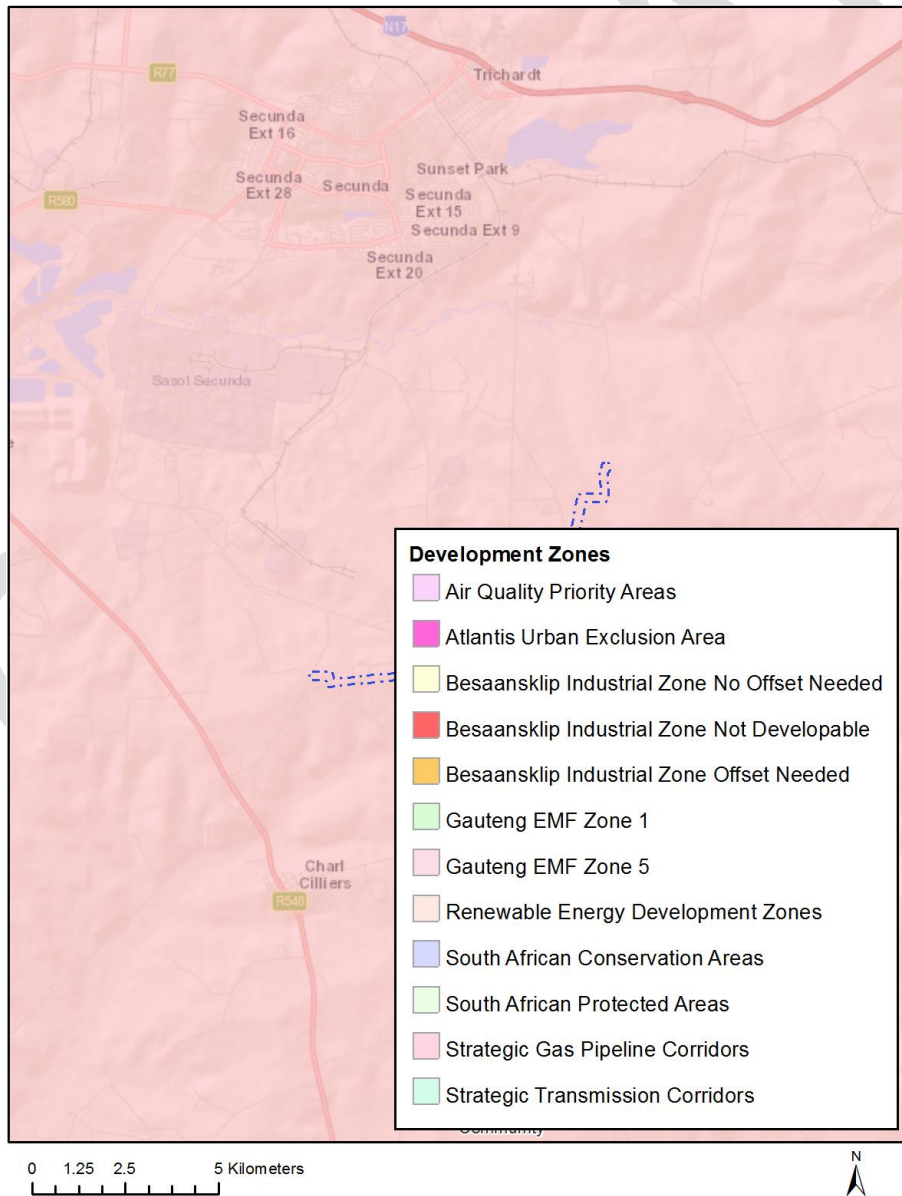 N17
Trichardt
R77
Secunda
Ext 16
Sunset Park
Secunda
Ext 28
Secunda
Secunda
Ext 15
R580
Secunda Ext 9
Secunda
Ext 20
Sasol Secunda
e
Development Zones
Air Quality Priority Areas
Atlantis Urban Exclusion Area
Besaansklip Industrial Zone No Offset Needed
Besaansklip Industrial Zone Not Developable
Besaansklip Industrial Zone Offset Needed
Gauteng EMF Zone 1
Gauteng EMF Zone 5
Renewable Energy Development Zones
South African Conservation Areas
South African Protected Areas
Strategic Gas Pipeline Corridors
Strategic Transmission Corridors
Charl
Cilliers
R546
Community
0 1.25 2.5 5 Kilometers
N